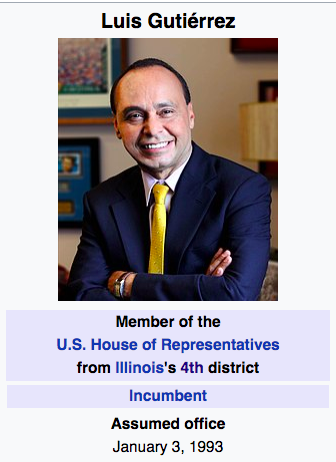 Luis Gutiérrez
Member of the
U.S. House of Representatives
from Illinois's 4th district
Incumbent
Assumed office
January 3, 1993